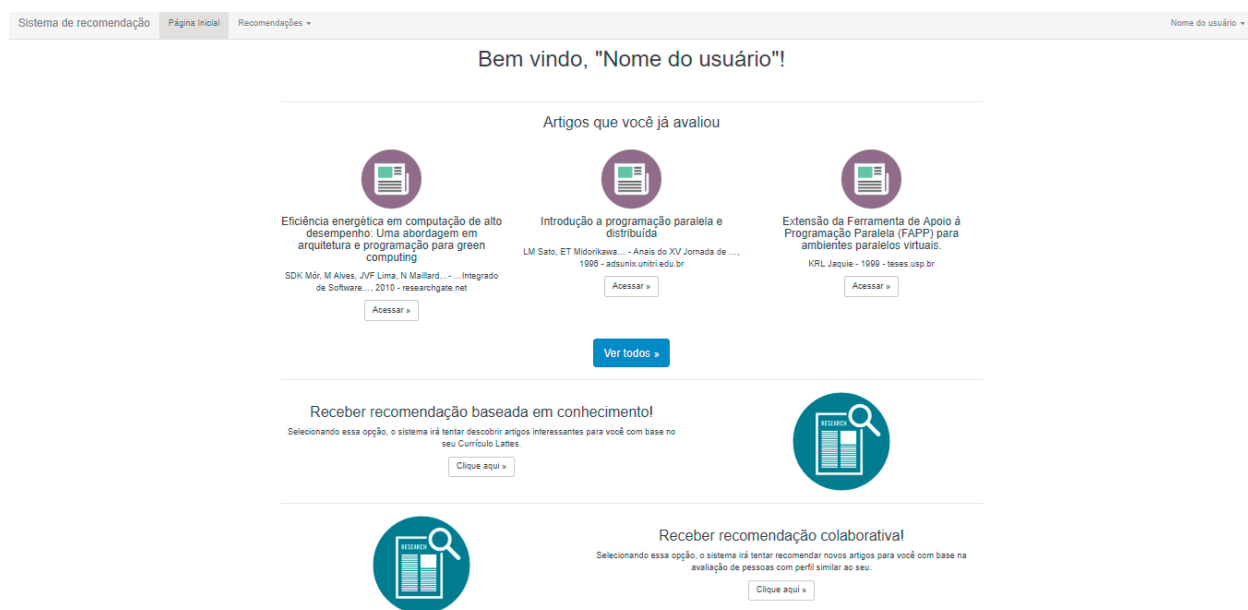 Sistema de recomendação Página Inicial Recomendações Nome do usuário
Bem vindo, "Nome do usuário"!
Artigos que você já avaliou
Eficiência energética em computação de alto
desempenho: Uma abordagem em
arquitetura e programação para green
computing
SDK Mór, M Alves, JVF Lima, N Maillard... - ... Integrado
de Software..., 2010 - researchgate.net
Acessar »
Introdução a programação paralela e
distribuída
LM Sato, ET Midorikawa... - Anais do XV Jornada de ...,
1996 - adsunix.unitri.edu.br
Acessar »
Extensão da Ferramenta de Apoio á
Programação Paralela (FAPP) para
ambientes paralelos virtuais.
KRL Jaquie - 1999 - teses.usp.br
Acessar »
Ver todos »
Receber recomendação baseada em conhecimento!
Selecionando essa opção, o sistema irá tentar descobrir artigos interessantes para você com base no
seu Currículo Lattes.
Clique aqui »
RESEARCH
RESEARCH
Receber recomendação colaborativa!
Selecionando essa opção, o sistema irá tentar recomendar novos artigos para você com base na
avaliação de pessoas com perfil similar ao seu.
Clique aqui »